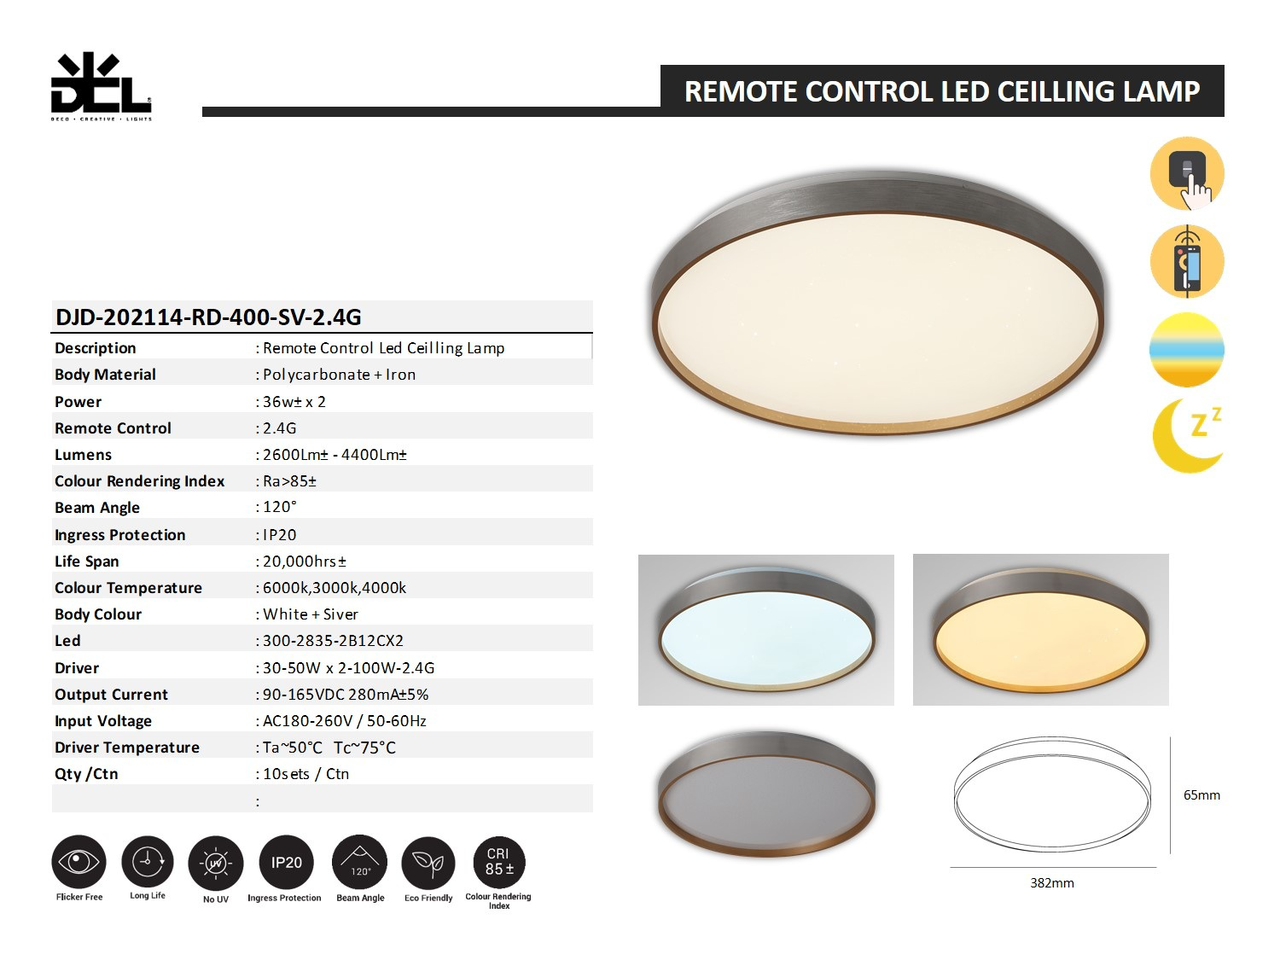 DCL
DECO • CREATIVE • LIGHTS
REMOTE CONTROL LED CEILLING LAMP
DJD-202114-RD-400-SV-2.4G
Description : Remote Control Led Ceilling Lamp
Body Material : Polycarbonate + Iron
Power : 36w± x 2
Remote Control : 2.4G
Lumens : 2600Lm± - 4400Lm±
Colour Rendering Index : Ra>85±
Beam Angle : 120°
Ingress Protection : IP20
Life Span : 20,000hrs±
Colour Temperature : 6000k,3000k,4000k
Body Colour : White + Siver
Led : 300-2835-2B12CX2
Driver : 30-50W x 2-100W-2.4G
Output Current : 90-165VDC 280mA±5%
Input Voltage : AC180-260V / 50-60Hz
Driver Temperature : Ta~50°C Tc~75°C
Qty /Ctn : 10sets / Ctn
:
Z Z
65mm
382mm
UV
IP20
120°
CRI
85±
Flicker Free
Long Life
No UV
Ingress Protection
Beam Angle
Eco Friendly
Colour Rendering
Index